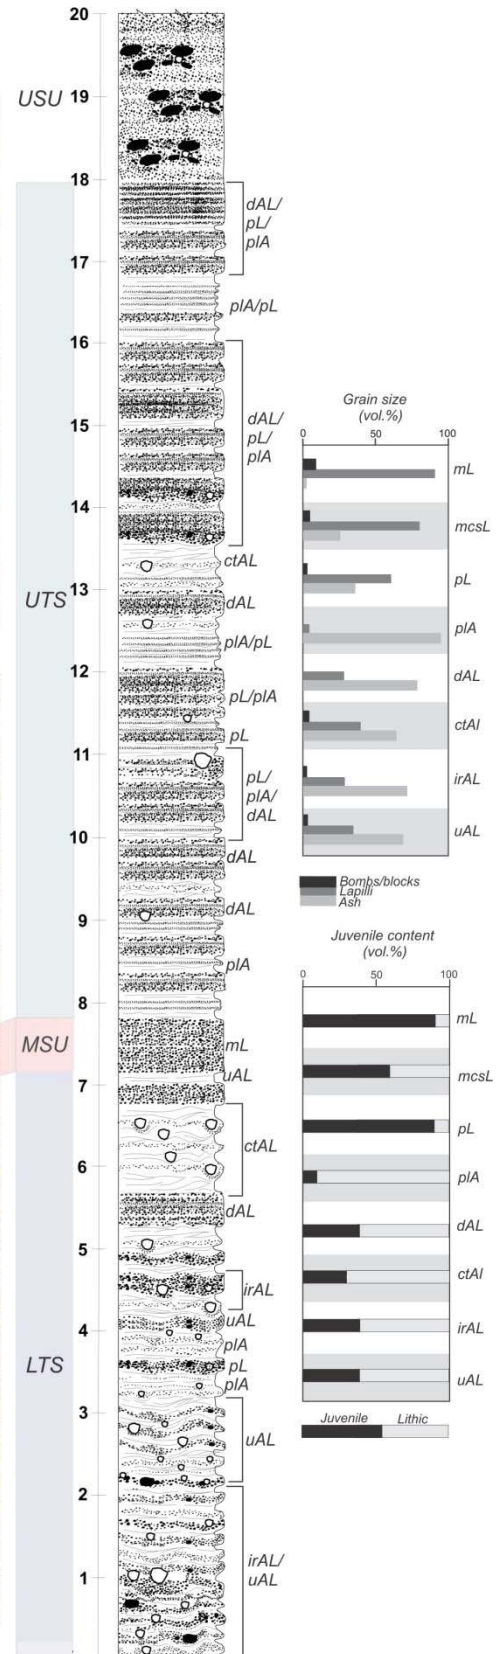 20
USU
19
18
dAL/
pL/
plA
17
plA/pL
16
15
dAL/
pL/
plA
14
ctAL
13
UTS
dAL
plA/pL
12
pL/plA
pL
11
pL/
plA/
dAL
10
dAL
9
dAL
plA
8
MSU
mL
uAL
7
ctAL
6
dAL
5
irAL
uAL
4
plA
LTS
pL
plA
3
uAL
2
irAL/
uAL
1
Grain size
(vol.%)
0 50 100
mL
mcsL
pL
plA
dAL
ctAl
irAL
uAL
Bombs/blocks
Lapilli
Ash
Juvenile content
(vol.%)
0 50 100
mL
mcsL
pL
plA
dAL
ctAl
irAL
uAL
Juvenile Lithic